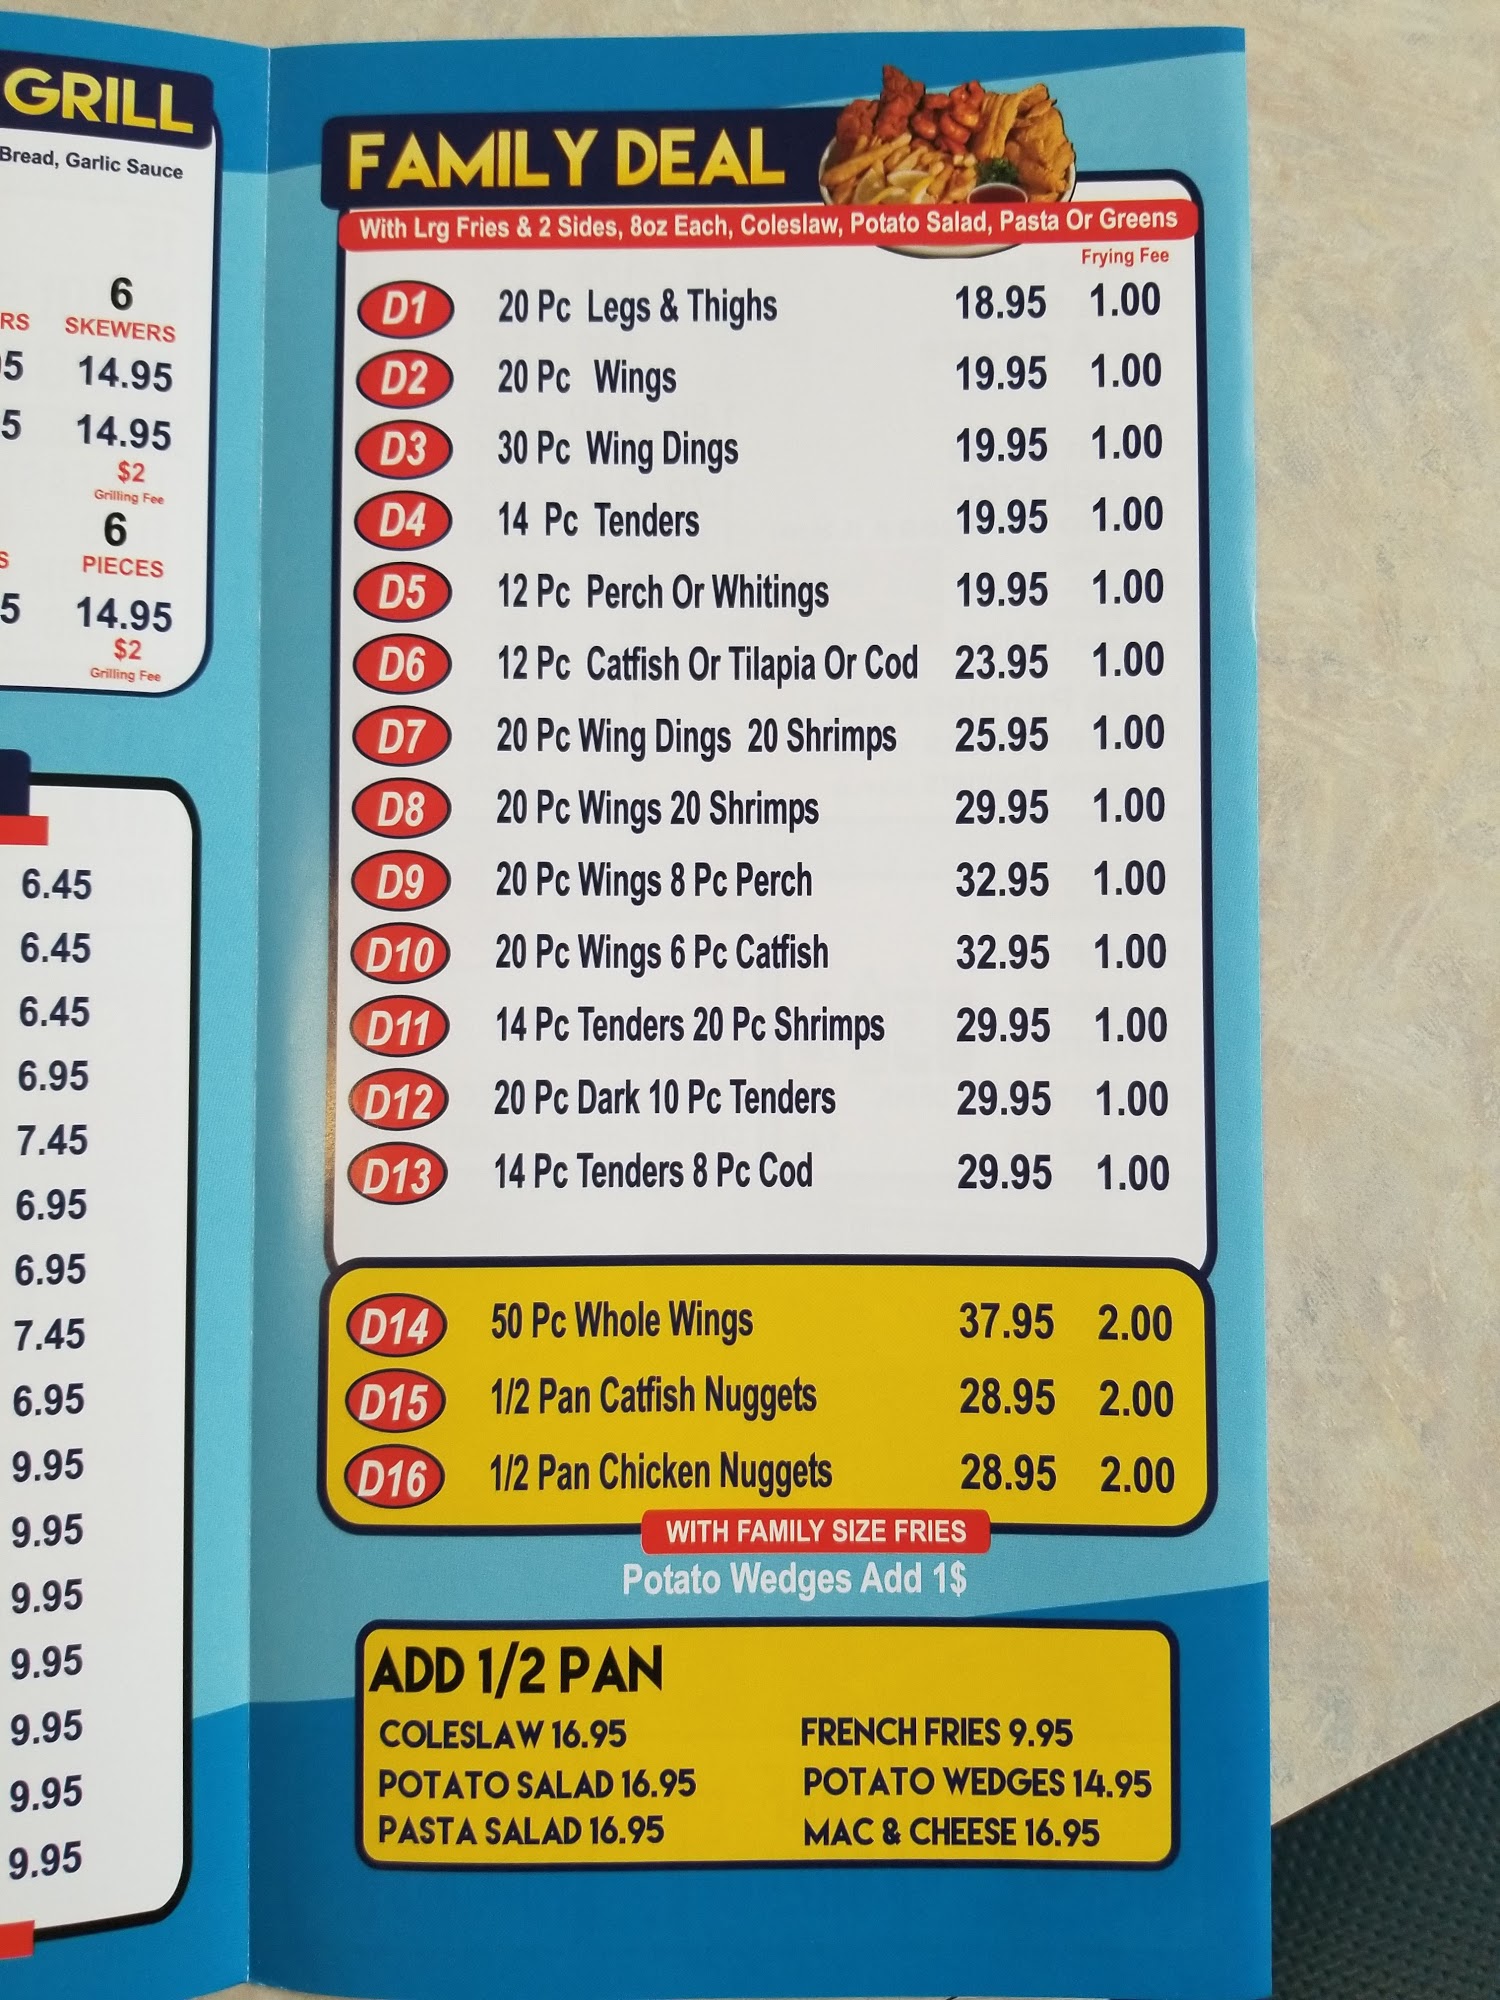 GRILL
Bread, Garlic Sauce
6
RS SKEWERS
5 14.95
5 14.95
$2
Grilling Fee
6
S PIECES
5 14.95
$2
Grilling Fee
6.45
6.45
6.45
6.95
7.45
6.95
6.95
7.45
6.95
9.95
9.95
9.95
9.95
9.95
9.95
9.95
FAMILY DEAL
With Lrg Fries & 2 Sides, 8oz Each, Coleslaw, Potato Salad, Pasta Or Greens
Frying Fee
D1 20 Pc Legs & Thighs 18.95 1.00
D2 20 Pc Wings 19.95 1.00
D3 30 Pc Wing Dings 19.95 1.00
D4 14 Pc Tenders 19.95 1.00
D5 12 Pc Perch Or Whitings 19.95 1.00
D6 12 Pc Catfish Or Tilapia Or Cod 23.95 1.00
D7 20 Pc Wing Dings 20 Shrimps 25.95 1.00
D8 20 Pc Wings 20 Shrimps 29.95 1.00
D9 20 Pc Wings 8 Pc Perch 32.95 1.00
D10 20 Pc Wings 6 Pc Catfish 32.95 1.00
D11 14 Pc Tenders 20 Pc Shrimps 29.95 1.00
D12 20 Pc Dark 10 Pc Tenders 29.95 1.00
D13 14 Pc Tenders 8 Pc Cod 29.95 1.00
D14 50 Pc Whole Wings 37.95 2.00
D15 1/2 Pan Catfish Nuggets 28.95 2.00
D16 1/2 Pan Chicken Nuggets 28.95 2.00
WITH FAMILY SIZE FRIES
Potato Wedges Add 1$
ADD 1/2 PAN
COLESLAW 16.95 FRENCH FRIES 9.95
POTATO SALAD 16.95 POTATO WEDGES 14.95
PASTA SALAD 16.95 MAC & CHEESE 16.95